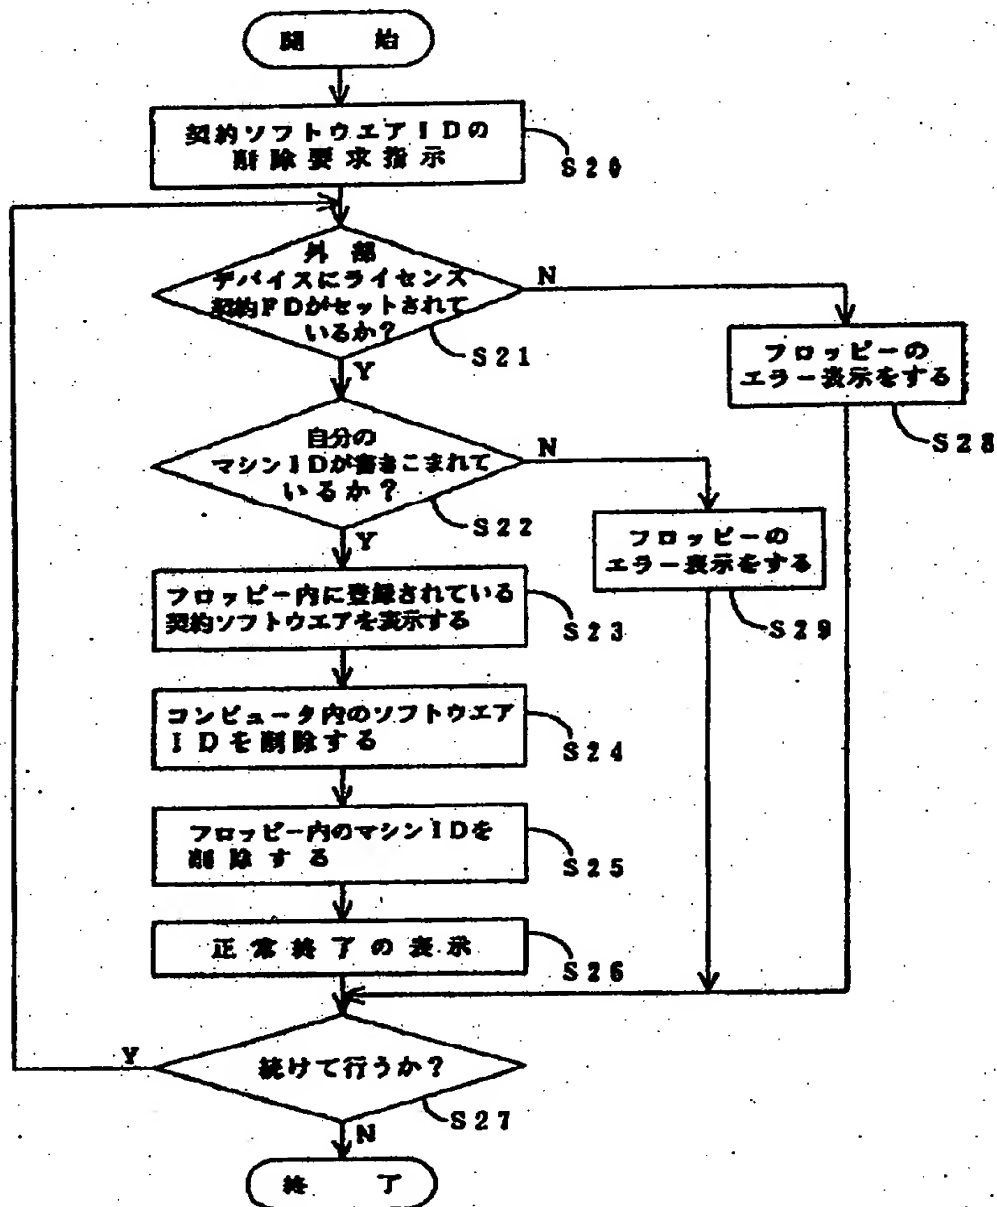 開 始
契約ソフトウエアIDの
削除要求指示
S20
外 部
デバイスにライセンス
契約FDがセットされて
いるか?
N
S21
Y
フロッピーの
エラー表示をする
S28
自分の
マシンIDが書きこまれて
いるか?
N
S22
Y
フロッピーの
エラー表示をする
S29
フロッピー内に登録されている
契約ソフトウエアを表示する
S23
コンピュータ内のソフトウエア
IDを削除する
S24
フロッピー内のマシンIDを
削除する
S25
正常終了の表示
S26
Y
続けて行うか?
S27
N
終 了